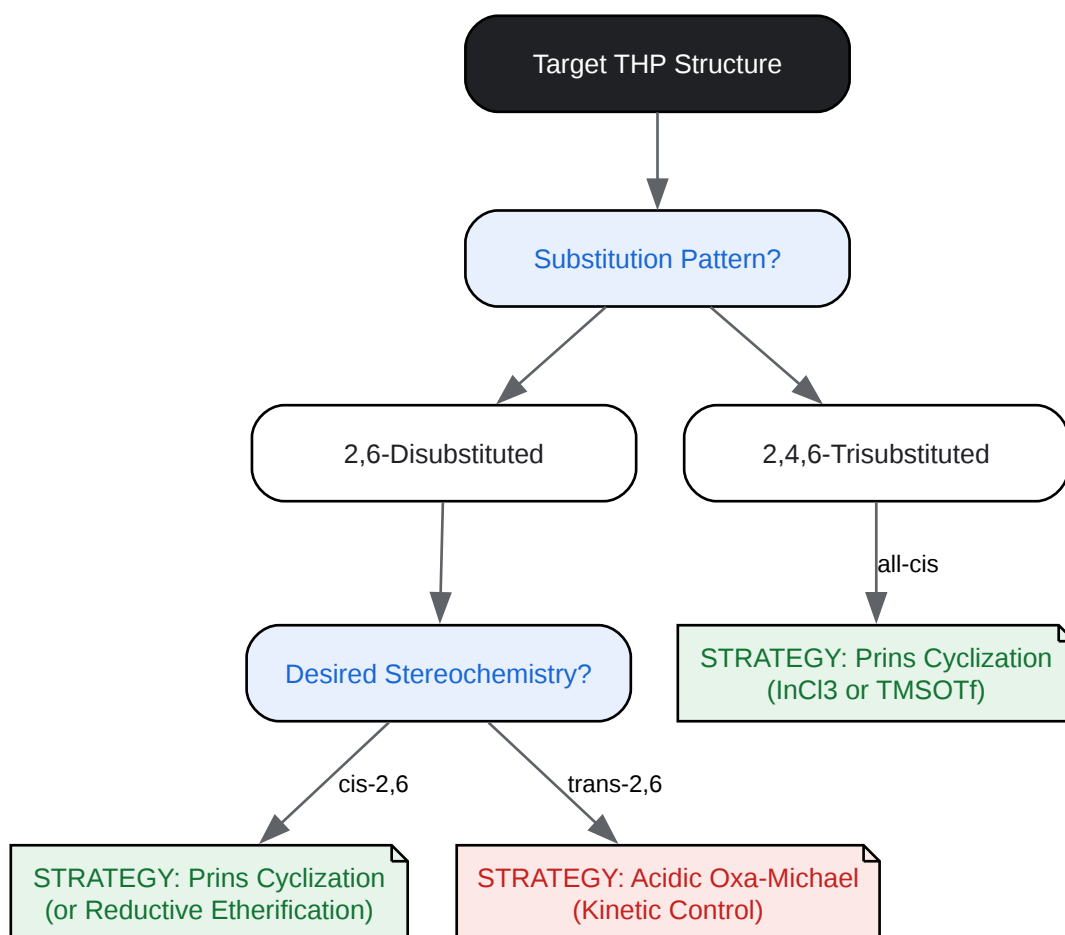 Target THP Structure
Substitution Pattern?
2,6-Disubstituted
2,4,6-Trisubstituted
all-cis
Desired Stereochemistry?
STRATEGY: Prins Cyclization
(InCl3 or TMSOTf)
cis-2,6
trans-2,6
STRATEGY: Prins Cyclization
(or Reductive Etherification)
STRATEGY: Acidic Oxa-Michael
(Kinetic Control)